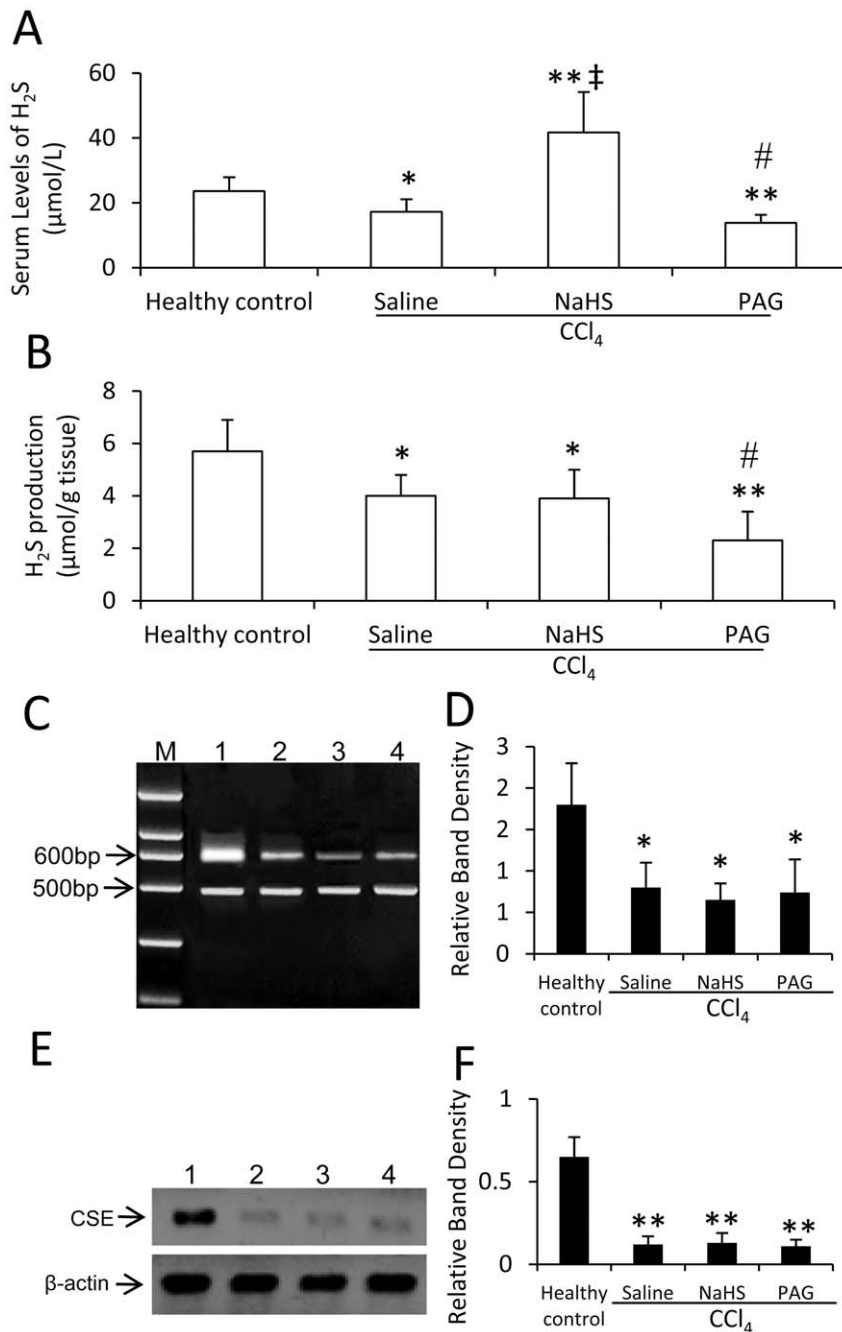 A
Serum Levels of H₂S
(μmol/L)
60
40
20
0
*
**‡
#
**
Healthy control Saline NaHS PAG
CCl₄
B
H₂S production
(μmol/g tissue)
8
6
4
2
0
*
*
#
**
Healthy control Saline NaHS PAG
CCl₄
C
M 1 2 3 4
600bp
500bp
D
Relative Band Density
3
2
2
1
1
0
* * *
Healthy
control
Saline NaHS PAG
CCl₄
E
1 2 3 4
CSE
β-actin
F
Relative Band Density
1
0.5
0
** ** **
Healthy
control
Saline NaHS PAG
CCl₄